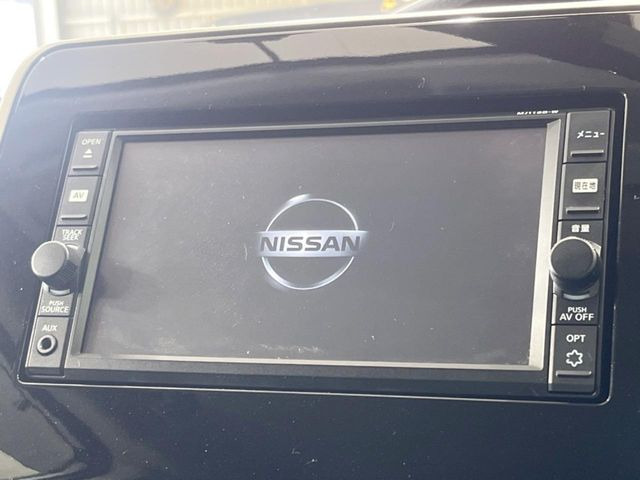 OPEN
AV
TRACK
SEEK
PUSH
SOURCE
AUX
NISSAN
メニュー
現在地
音量
PUSH
AV OFF
OPT